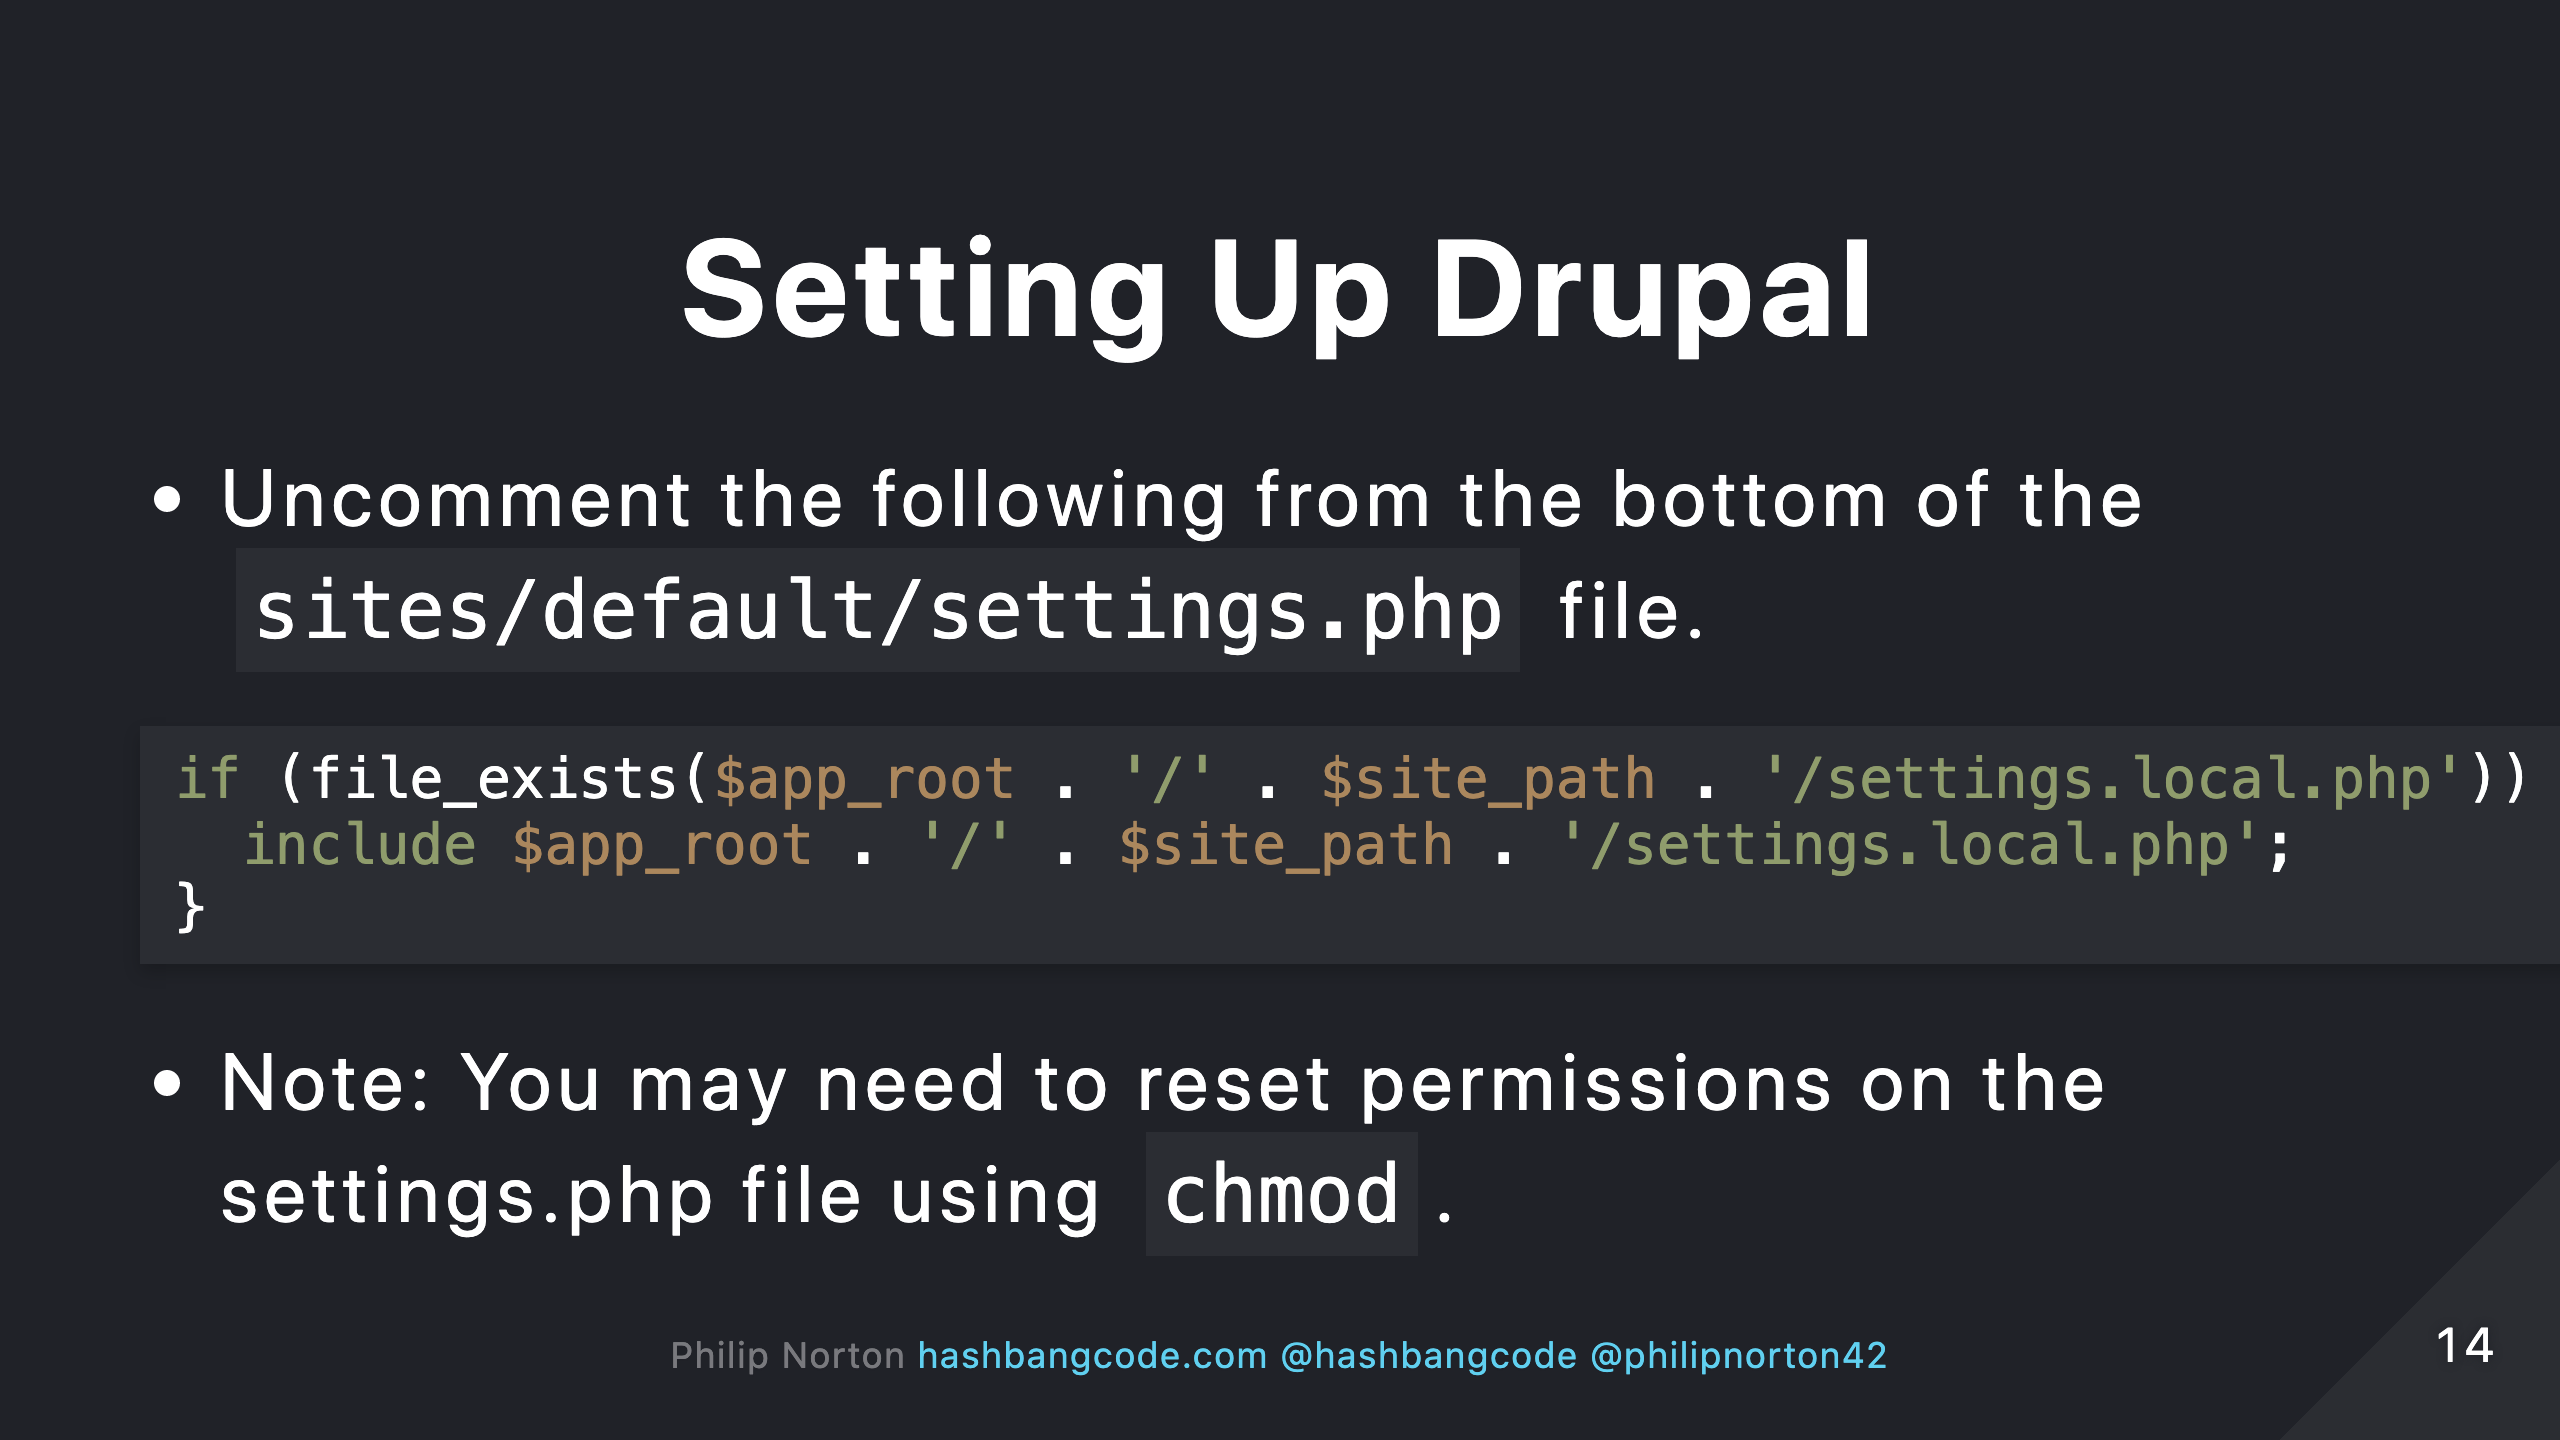 Setting Up Drupal
• Uncomment the following from the bottom of the
sites/default/settings.php file.
if (file_exists($app_root . '/' . $site_path . '/settings.local.php'))
  include $app_root . '/' . $site_path . '/settings.local.php';
}
• Note: You may need to reset permissions on the
settings.php file using chmod .
Philip Norton hashbangcode.com @hashbangcode @philipnorton42
14